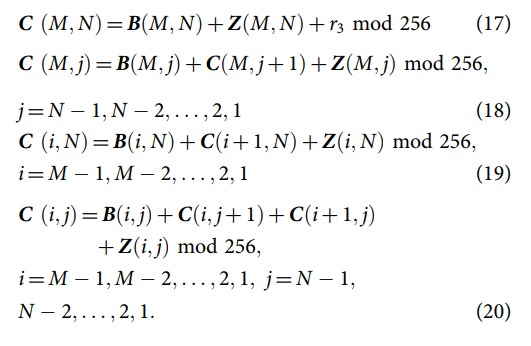 C (M, N) = B(M, N) + Z(M, N) + r₃ mod 256 (17)
C (M, j) = B(M, j) + C(M, j + 1) + Z(M, j) mod 256,
j = N − 1, N − 2, . . . , 2, 1 (18)
C (i, N) = B(i, N) + C(i + 1, N) + Z(i, N) mod 256,
i = M − 1, M − 2, . . . , 2, 1 (19)
C (i, j) = B(i, j) + C(i, j + 1) + C(i + 1, j)
+ Z(i, j) mod 256,
i = M − 1, M − 2, . . . , 2, 1, j = N − 1,
N − 2, . . . , 2, 1. (20)